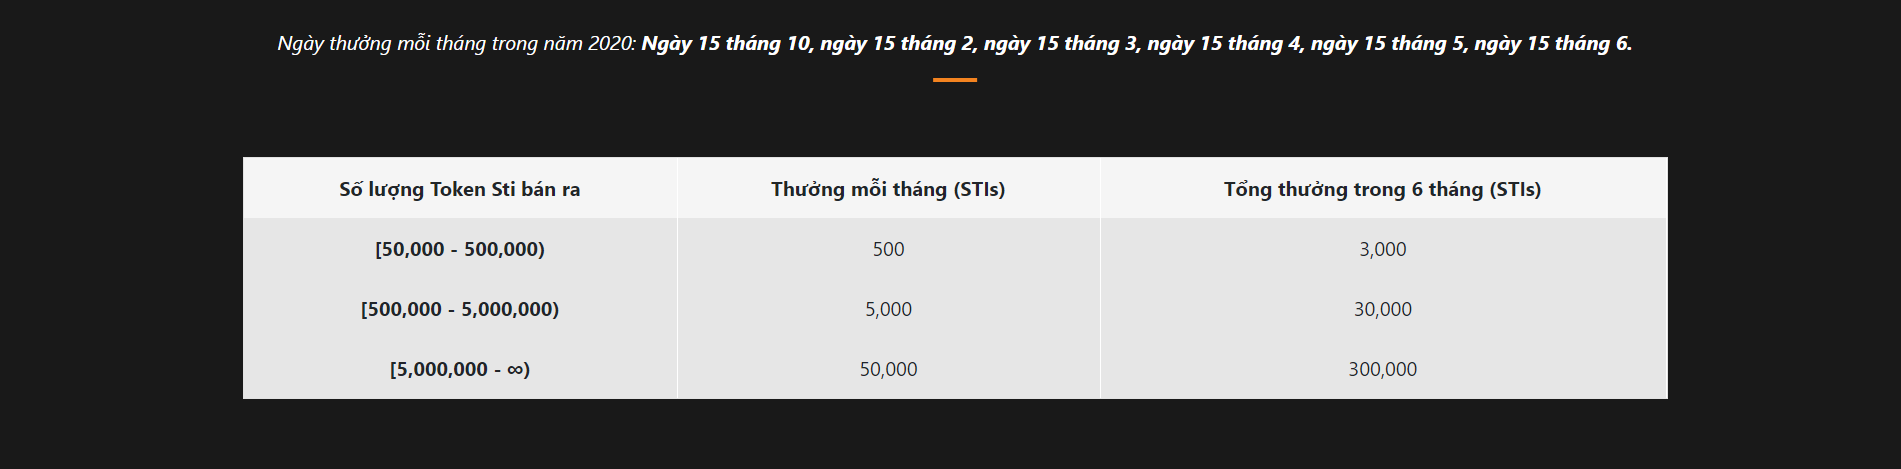 Ngày thưởng mỗi tháng trong năm 2020: Ngày 15 tháng 10, ngày 15 tháng 2, ngày 15 tháng 3, ngày 15 tháng 4, ngày 15 tháng 5, ngày 15 tháng 6.
Số lượng Token Sti bán ra Thưởng mỗi tháng (STIs) Tổng thưởng trong 6 tháng (STIs)
[50,000 - 500,000) 500 3,000
[500,000 - 5,000,000) 5,000 30,000
[5,000,000 - ∞) 50,000 300,000